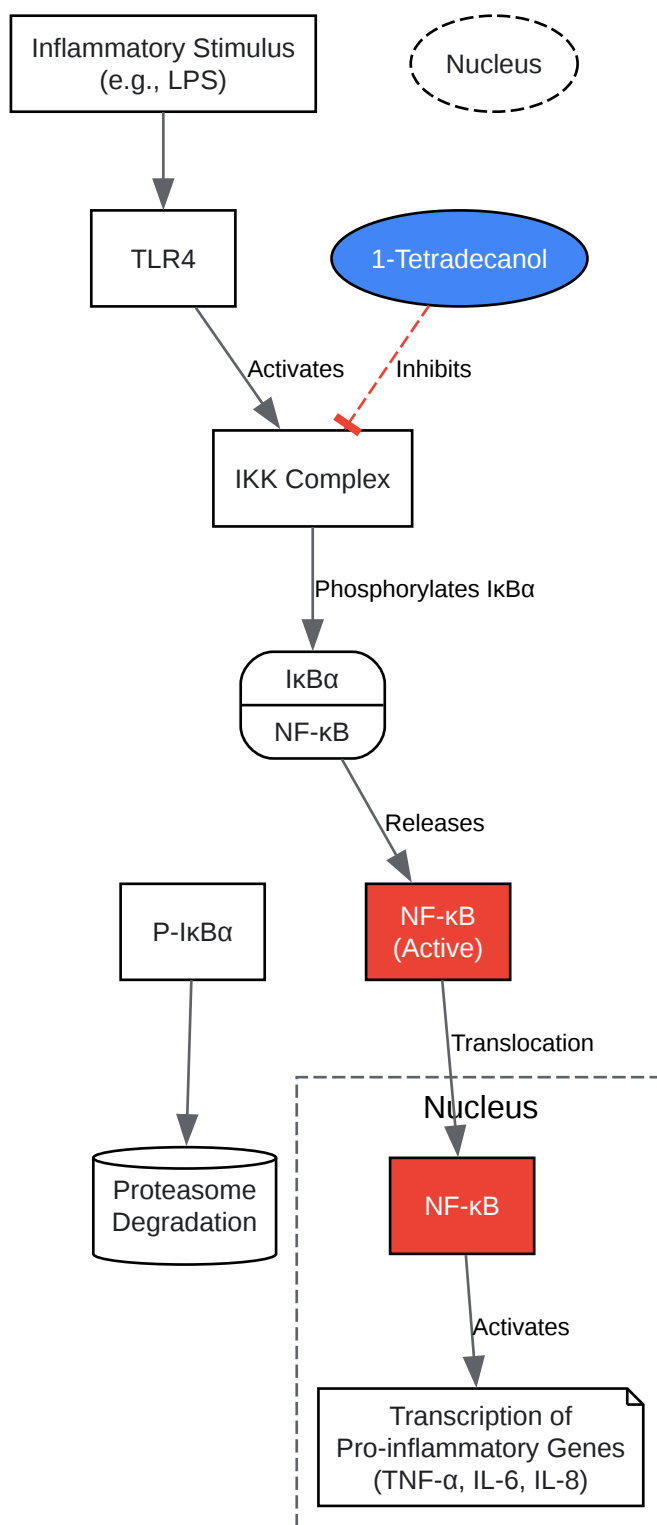 Inflammatory Stimulus
(e.g., LPS)
Nucleus
TLR4
1-Tetradecanol
Activates
Inhibits
IKK Complex
Phosphorylates IκBα
IκBα
NF-κB
Releases
P-IκBα
NF-κB
(Active)
Translocation
Nucleus
Proteasome
Degradation
NF-κB
Activates
Transcription of
Pro-inflammatory Genes
(TNF-α, IL-6, IL-8)